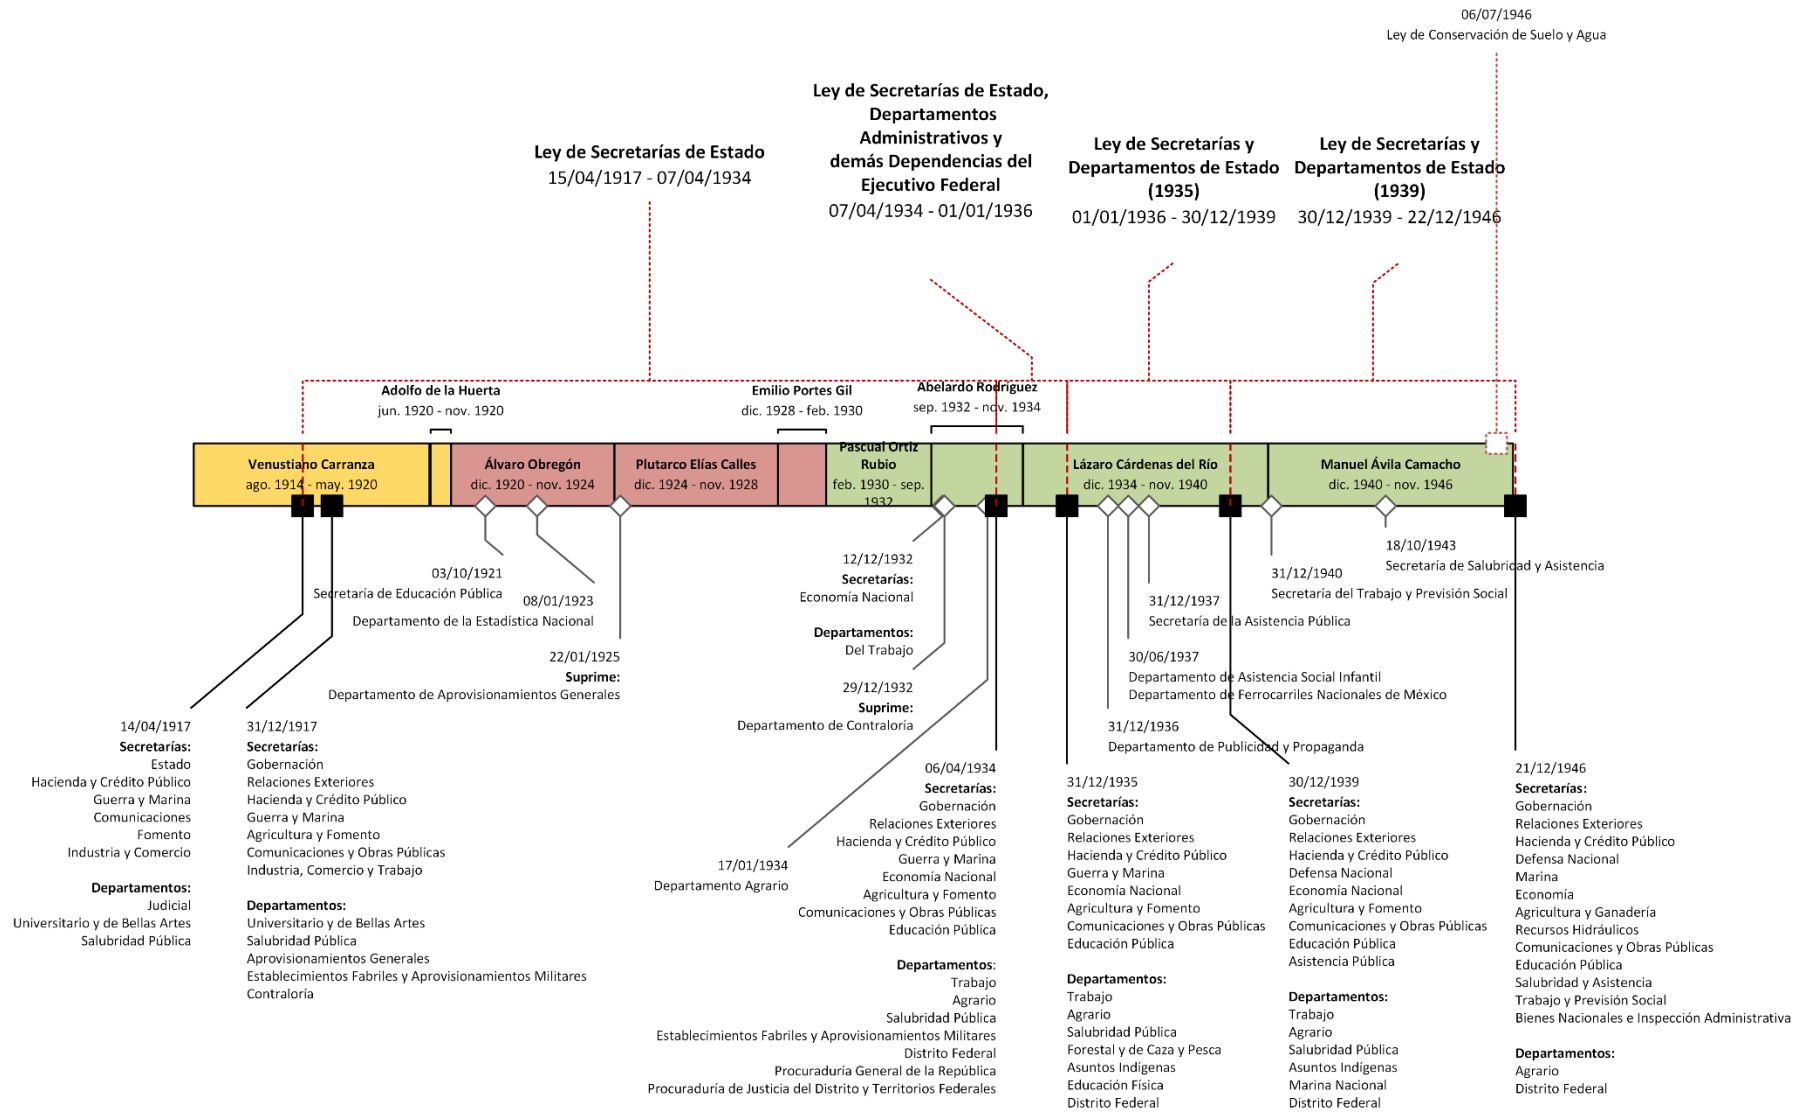 06/07/1946
Ley de Conservación de Suelo y Agua
Ley de Secretarías de Estado
15/04/1917 - 07/04/1934
Ley de Secretarías de Estado,
Departamentos
Administrativos y
demás Dependencias del
Ejecutivo Federal
07/04/1934 - 01/01/1936
Ley de Secretarías y
Departamentos de Estado
(1935)
01/01/1936 - 30/12/1939
Ley de Secretarías y
Departamentos de Estado
(1939)
30/12/1939 - 22/12/1946
Adolfo de la Huerta
jun. 1920 - nov. 1920
Emilio Portes Gil
dic. 1928 - feb. 1930
Abelardo Rodríguez
sep. 1932 - nov. 1934
Venustiano Carranza
ago. 1914 - may. 1920
Álvaro Obregón
dic. 1920 - nov. 1924
Plutarco Elías Calles
dic. 1924 - nov. 1928
Pascual Ortiz
Rubio
feb. 1930 - sep.
1932
Lázaro Cárdenas del Río
dic. 1934 - nov. 1940
Manuel Ávila Camacho
dic. 1940 - nov. 1946
03/10/1921
Secretaría de Educación Pública
08/01/1923
Departamento de la Estadística Nacional
22/01/1925
Suprime:
Departamento de Aprovisionamientos Generales
12/12/1932
Secretarías:
Economía Nacional
Departamentos:
Del Trabajo
29/12/1932
Suprime:
Departamento de Contraloría
17/01/1934
Departamento Agrario
31/12/1937
Secretaría de la Asistencia Pública
30/06/1937
Departamento de Asistencia Social Infantil
Departamento de Ferrocarriles Nacionales de México
31/12/1936
Departamento de Publicidad y Propaganda
31/12/1940
Secretaría del Trabajo y Previsión Social
18/10/1943
Secretaría de Salubridad y Asistencia
14/04/1917
Secretarías:
Estado
Hacienda y Crédito Público
Guerra y Marina
Comunicaciones
Fomento
Industria y Comercio
Departamentos:
Judicial
Universitario y de Bellas Artes
Salubridad Pública
31/12/1917
Secretarías:
Gobernación
Relaciones Exteriores
Hacienda y Crédito Público
Guerra y Marina
Agricultura y Fomento
Comunicaciones y Obras Públicas
Industria, Comercio y Trabajo
Departamentos:
Universitario y de Bellas Artes
Salubridad Pública
Aprovisionamientos Generales
Establecimientos Fabriles y Aprovisionamientos Militares
Contraloría
06/04/1934
Secretarías:
Gobernación
Relaciones Exteriores
Hacienda y Crédito Público
Guerra y Marina
Economía Nacional
Agricultura y Fomento
Comunicaciones y Obras Públicas
Educación Pública
Departamentos:
Trabajo
Agrario
Salubridad Pública
Establecimientos Fabriles y Aprovisionamientos Militares
Distrito Federal
Procuraduría General de la República
Procuraduría de Justicia del Distrito y Territorios Federales
31/12/1935
Secretarías:
Gobernación
Relaciones Exteriores
Hacienda y Crédito Público
Guerra y Marina
Economía Nacional
Agricultura y Fomento
Comunicaciones y Obras Públicas
Educación Pública
Departamentos:
Trabajo
Agrario
Salubridad Pública
Forestal y de Caza y Pesca
Asuntos Indígenas
Educación Física
Distrito Federal
30/12/1939
Secretarías:
Gobernación
Relaciones Exteriores
Hacienda y Crédito Público
Defensa Nacional
Economía Nacional
Agricultura y Fomento
Comunicaciones y Obras Públicas
Educación Pública
Asistencia Pública
Departamentos:
Trabajo
Agrario
Salubridad Pública
Asuntos Indígenas
Marina Nacional
Distrito Federal
21/12/1946
Secretarías:
Gobernación
Relaciones Exteriores
Hacienda y Crédito Público
Defensa Nacional
Marina
Economía
Agricultura y Ganadería
Recursos Hidráulicos
Comunicaciones y Obras Públicas
Educación Pública
Salubridad y Asistencia
Trabajo y Previsión Social
Bienes Nacionales e Inspección Administrativa
Departamentos:
Agrario
Distrito Federal